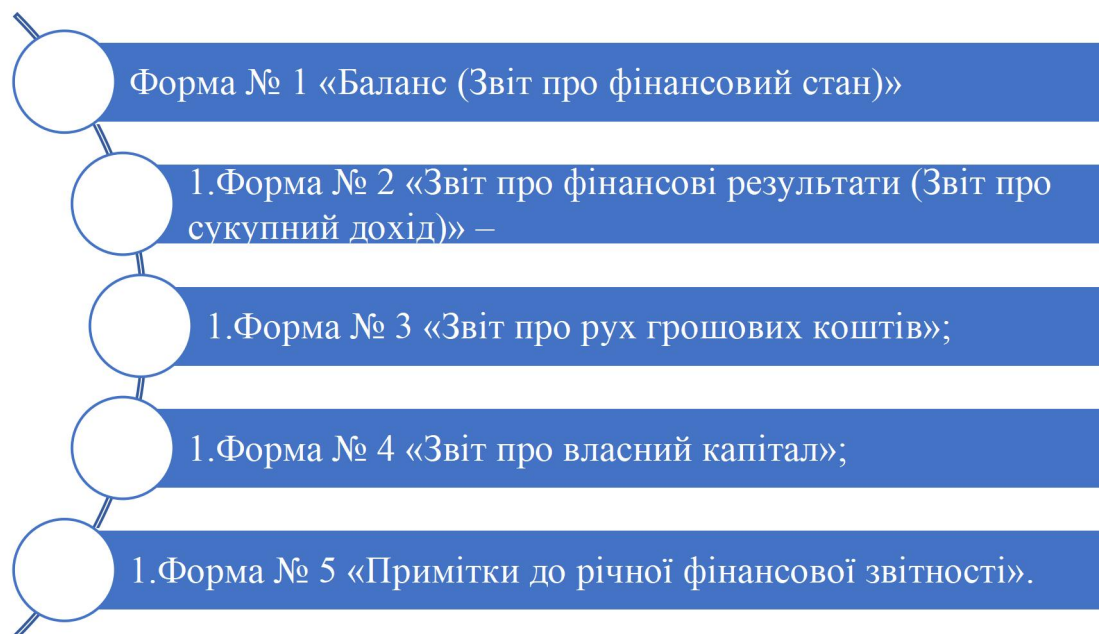 Форма № 1 «Баланс (Звіт про фінансовий стан)»
1.Форма № 2 «Звіт про фінансові результати (Звіт про
сукупний дохід)» –
1.Форма № 3 «Звіт про рух грошових коштів»;
1.Форма № 4 «Звіт про власний капітал»;
1.Форма № 5 «Примітки до річної фінансової звітності».